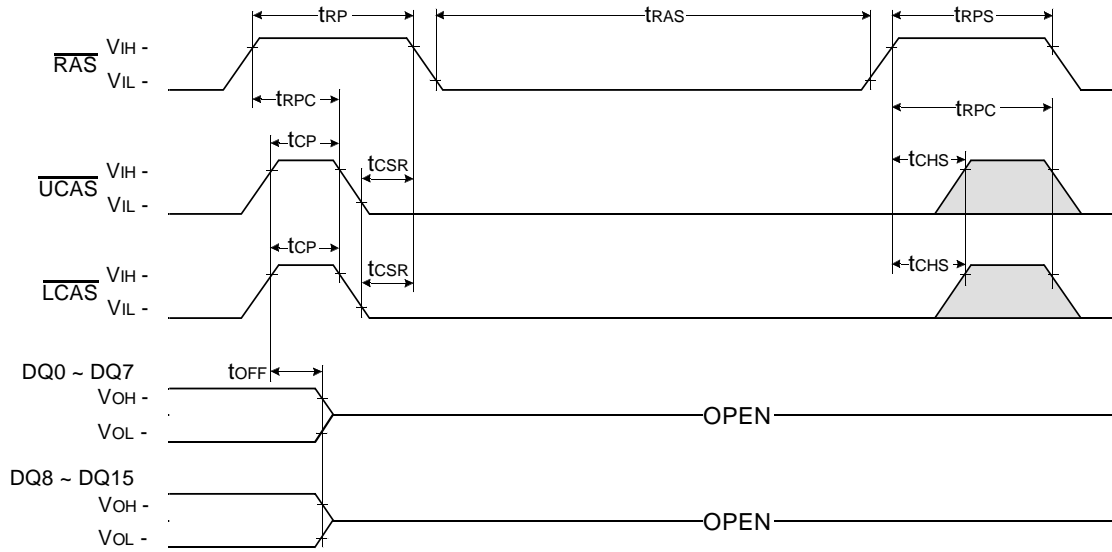 tRP tRAS tRPS
RAS
VIH -
VIL -
tRPC tRPC
tCP tCSR tCHS
UCAS
VIH -
VIL -
tCP tCSR tCHS
LCAS
VIH -
VIL -
tOFF
DQ0 ~ DQ7
VOH -
VOL -
OPEN
DQ8 ~ DQ15
VOH -
VOL -
OPEN